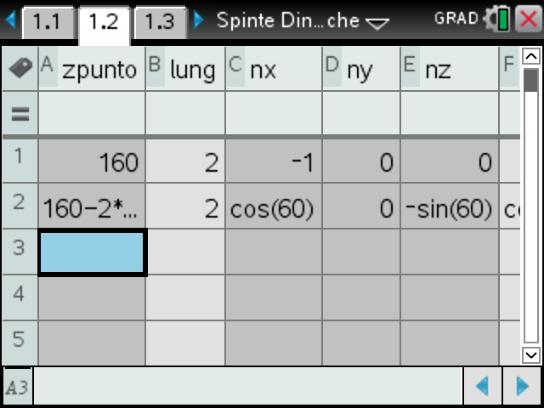 1.1 1.2 1.3 Spinte Din...che GRAD
A zpunto B lung C nx D ny E nz F
=
1 160 2 -1 0 0
2 160-2*... 2 cos(60) 0 -sin(60) c
3
4
5
A3